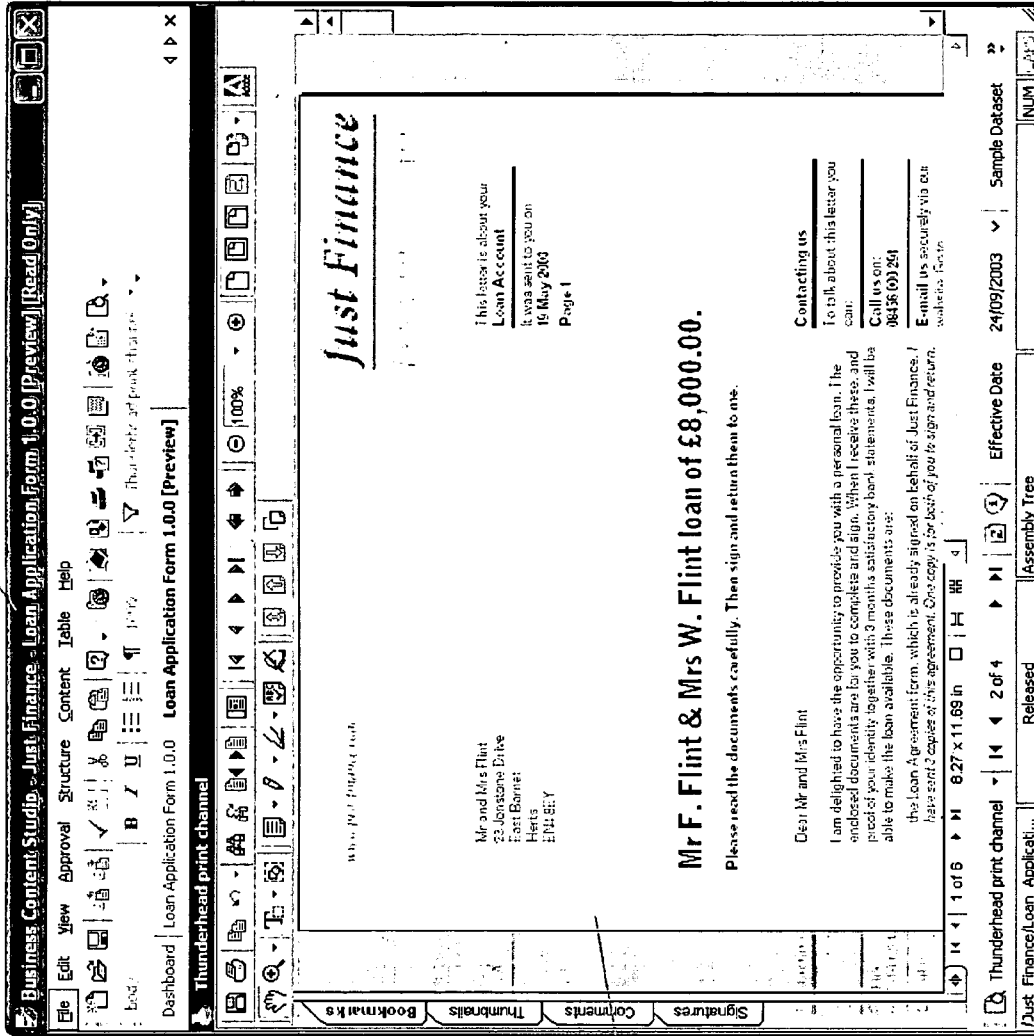 Business Content Studio - Just Finance - Loan Application Form 1.0.0 [Preview] [Read Only]
File Edit View Approval Structure Content Table Help
body
B I U
Dashboard Loan Application Form 1.0.0 Loan Application Form 1.0.0 [Preview]
Thunderhead print channel
100%
Bookmarks
Thumbnails
Comments
Signatures
Just Finance
Mr and Mrs Flint
East Barnet
Herts
This letter is about your
Loan Account
It was sent to you on
19 May 2003
Page 1
Mr F. Flint & Mrs W. Flint loan of £8,000.00.
Please read the documents carefully. Then sign and return them to me.
Dear Mr and Mrs Flint
I am delighted to have the opportunity to provide you with a personal loan. The
enclosed documents are for you to complete and sign. When I receive these, and
proof of your identity together with 3 months satisfactory bank statements, I will be
able to make the loan available. These documents are:
the Loan Agreement form, which is already signed on behalf of Just Finance. I
have sent 2 copies of this agreement. One copy is for both of you to sign and return.
Contacting us
To talk about this letter you
can:
Call us on:
E-mail us securely via our
1 of 6 8.27 x 11.69 in
Thunderhead print channel 2 of 4 Effective Date 24/09/2003 Sample Dataset
Just Finance/Loan Applicati... Released Assembly Tree NUM CAPS